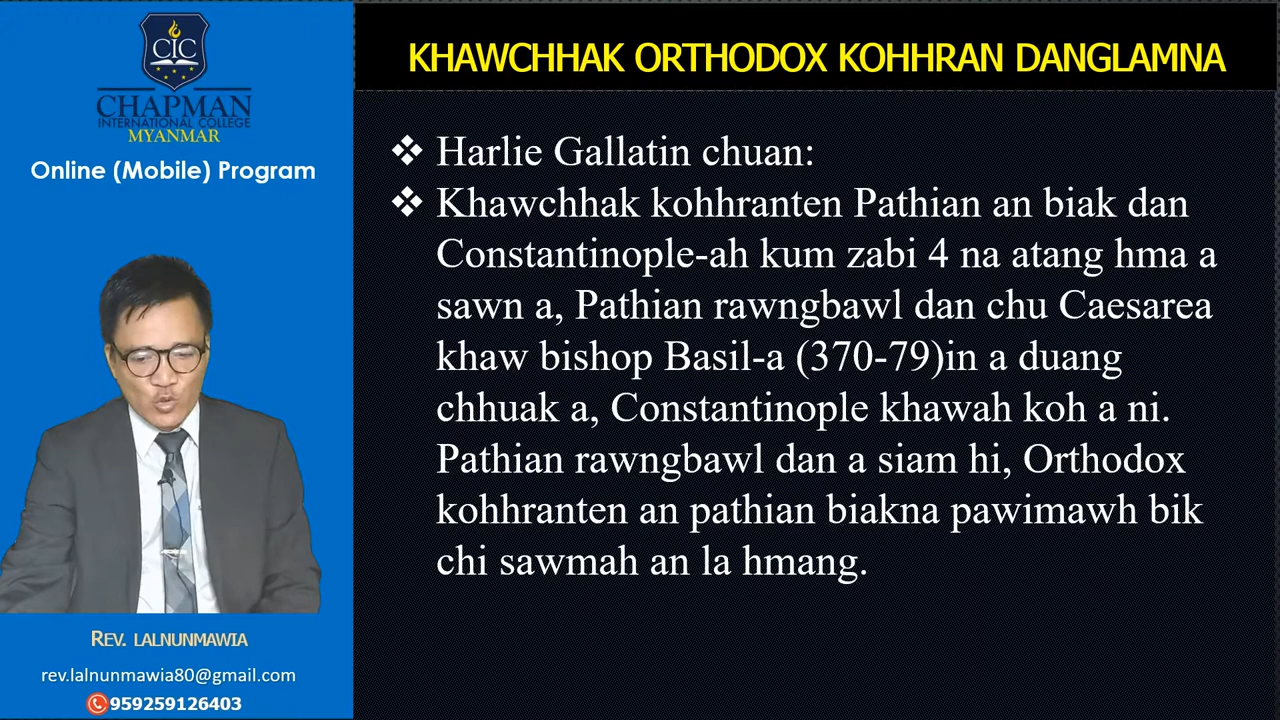 CIC
CHAPMAN
INTERNATIONAL COLLEGE
MYANMAR
Online (Mobile) Program
REV. LALNUNMAWIA
rev.lalnunmawia80@gmail.com
959259126403
KHAWCHHAK ORTHODOX KOHHRAN DANGLAMNA
❖ Harlie Gallatin chuan:
❖ Khawchhak kohhranten Pathian an biak dan
Constantinople-ah kum zabi 4 na atang hma a
sawn a, Pathian rawngbawl dan chu Caesarea
khaw bishop Basil-a (370-79)in a duang
chhuak a, Constantinople khawah koh a ni.
Pathian rawngbawl dan a siam hi, Orthodox
kohhranten an pathian biakna pawimawh bik
chi sawmah an la hmang.